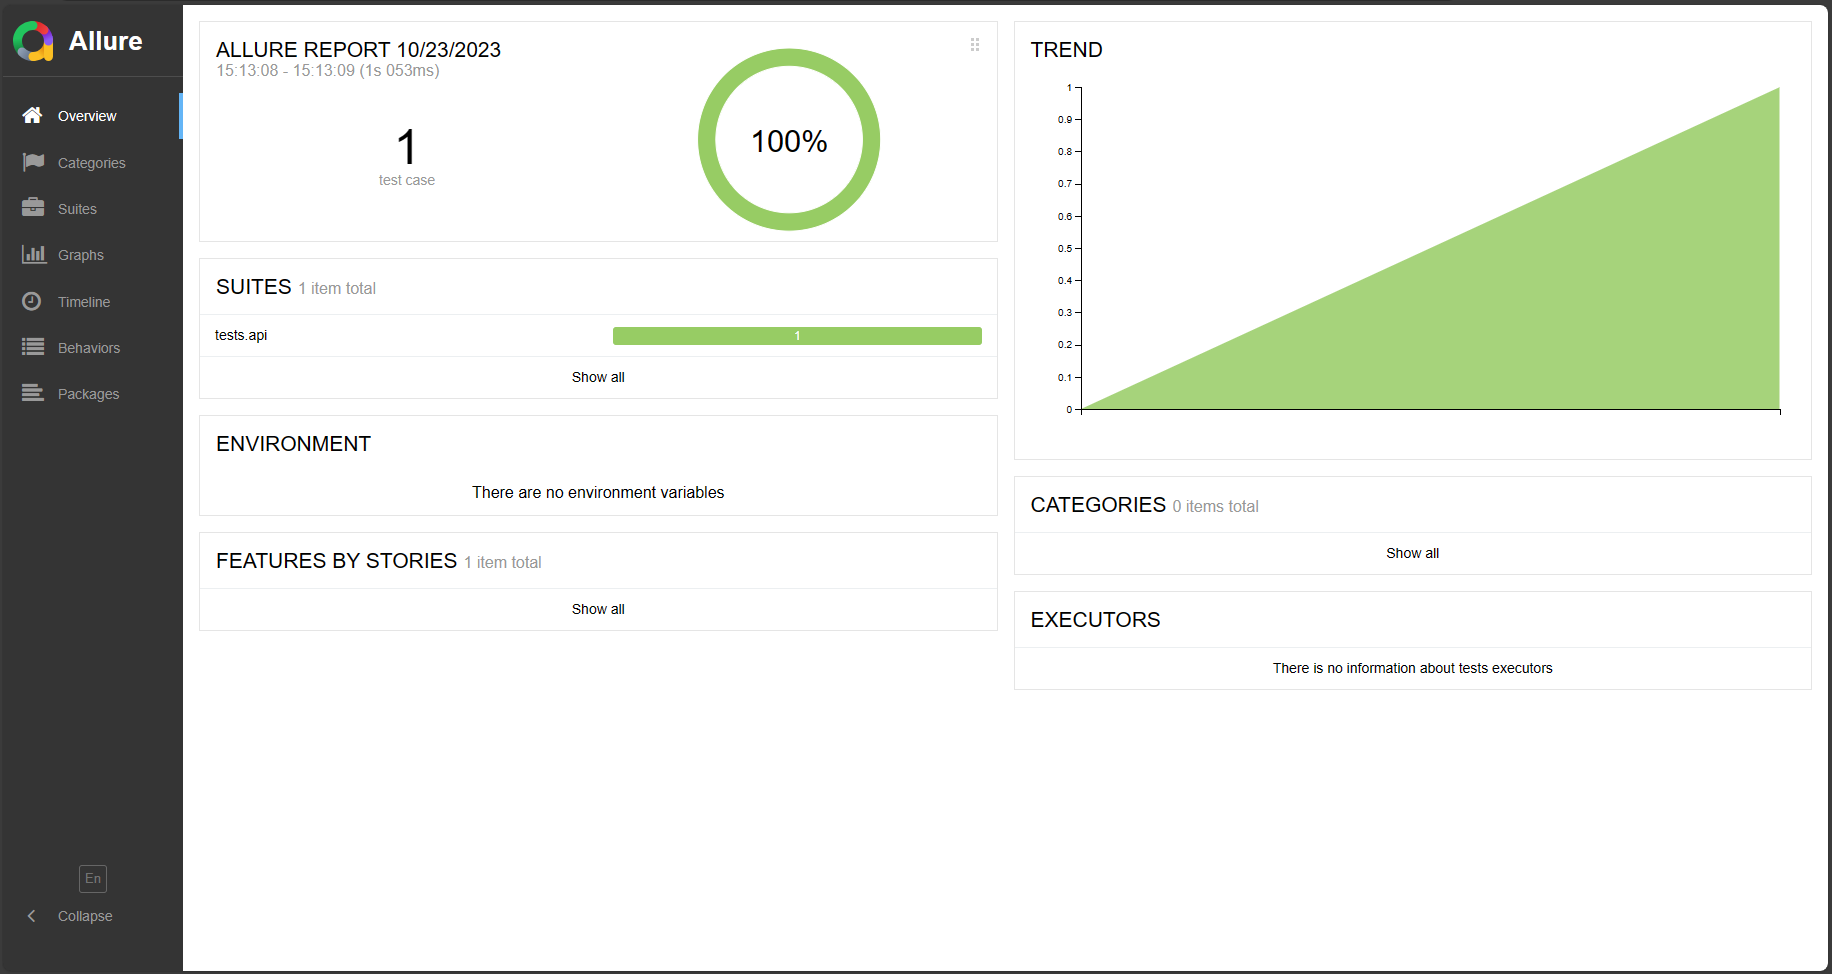 Allure
Overview
Categories
Suites
Graphs
Timeline
Behaviors
Packages
En
Collapse
ALLURE REPORT 10/23/2023
15:13:08 - 15:13:09 (1s 053ms)
1
test case
100%
SUITES 1 item total
tests.api 1
Show all
ENVIRONMENT
There are no environment variables
FEATURES BY STORIES 1 item total
Show all
TREND
1
0.9
0.8
0.7
0.6
0.5
0.4
0.3
0.2
0.1
0
CATEGORIES 0 items total
Show all
EXECUTORS
There is no information about tests executors